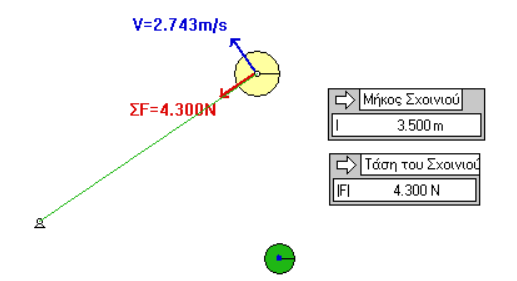 V=2.743m/s
ΣF=4.300N
Μήκος Σχοινιού
l 3.500 m
Τάση του Σχοινιού
|F| 4.300 N